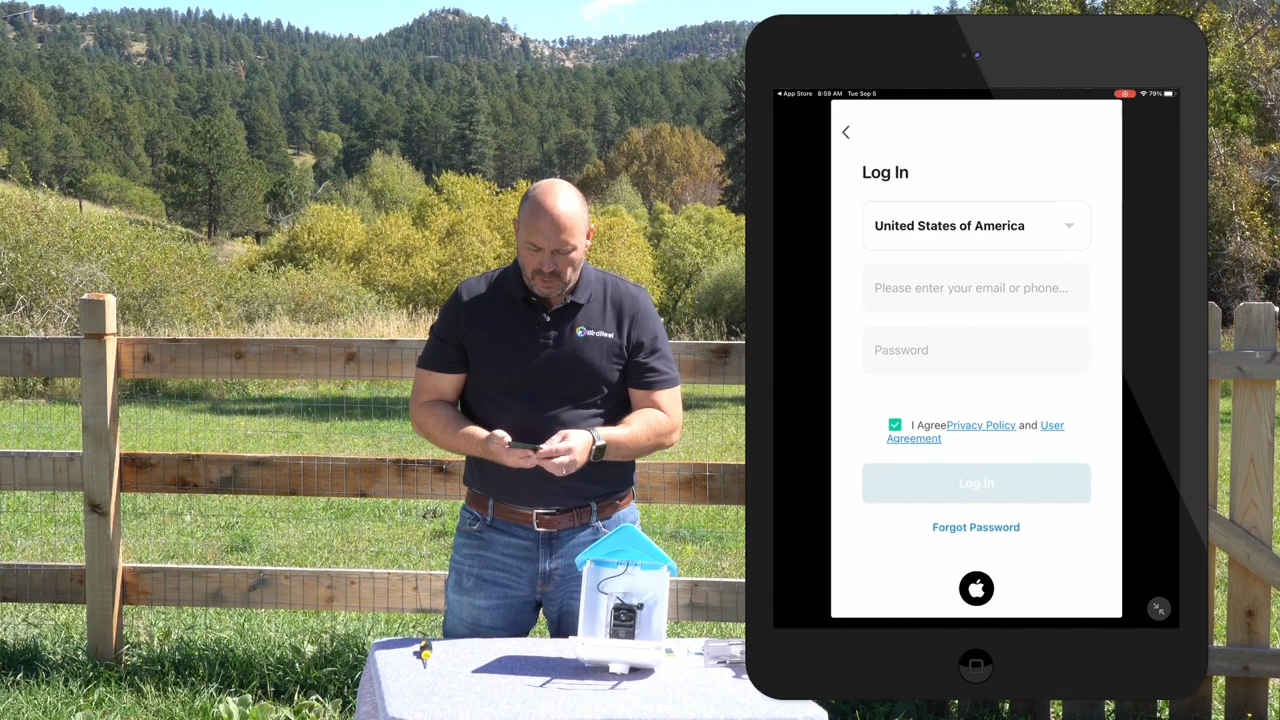 BirdReel
App Store 8:59 AM Tue Sep 5
79%
Log In
United States of America
Please enter your email or phone...
Password
I AgreePrivacy Policy and User
Agreement
Log In
Forgot Password